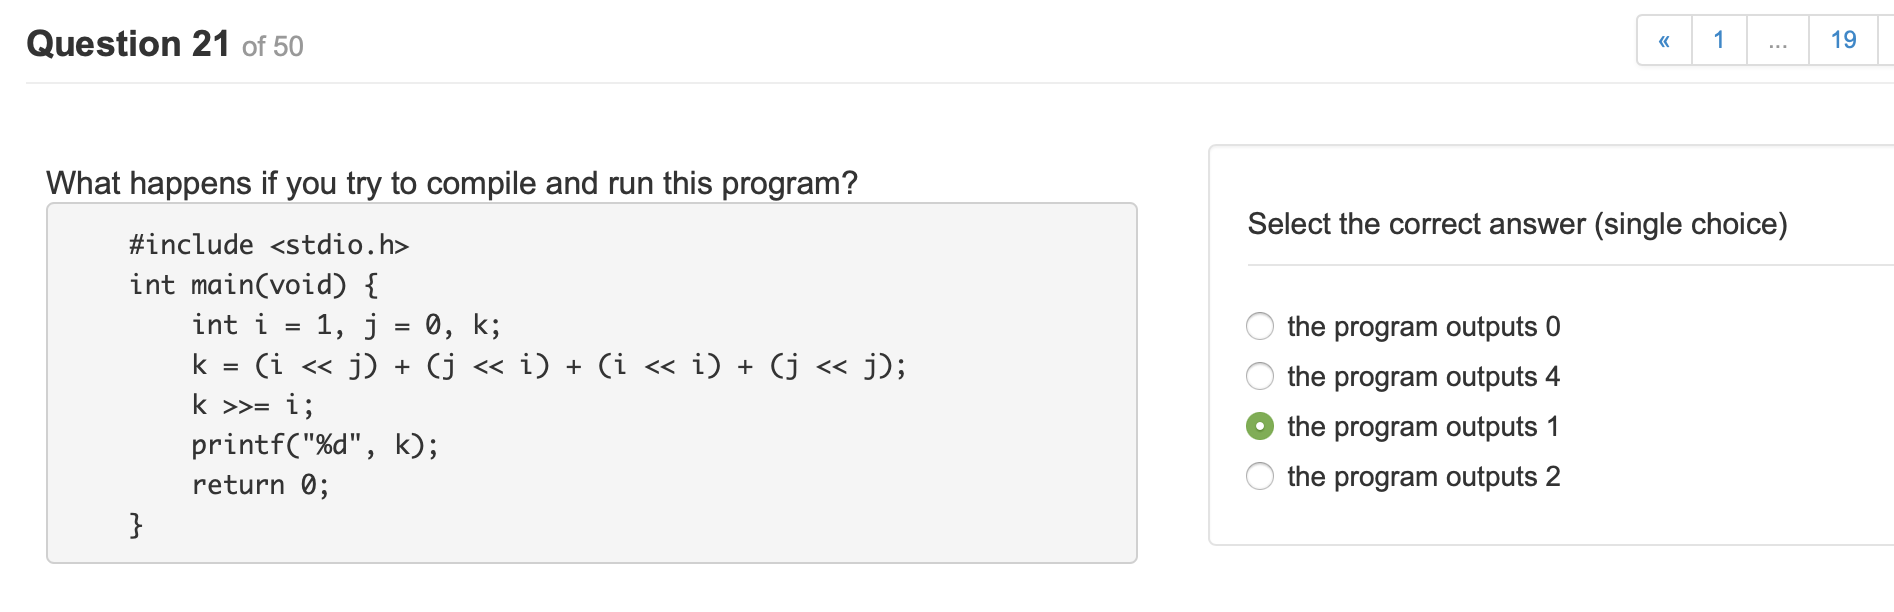 Question 21 of 50
« 1 ... 19
What happens if you try to compile and run this program?
#include <stdio.h>
int main(void) {
    int i = 1, j = 0, k;
    k = (i << j) + (j << i) + (i << i) + (j << j);
    k >>= i;
    printf("%d", k);
    return 0;
}
Select the correct answer (single choice)
the program outputs 0
the program outputs 4
the program outputs 1
the program outputs 2